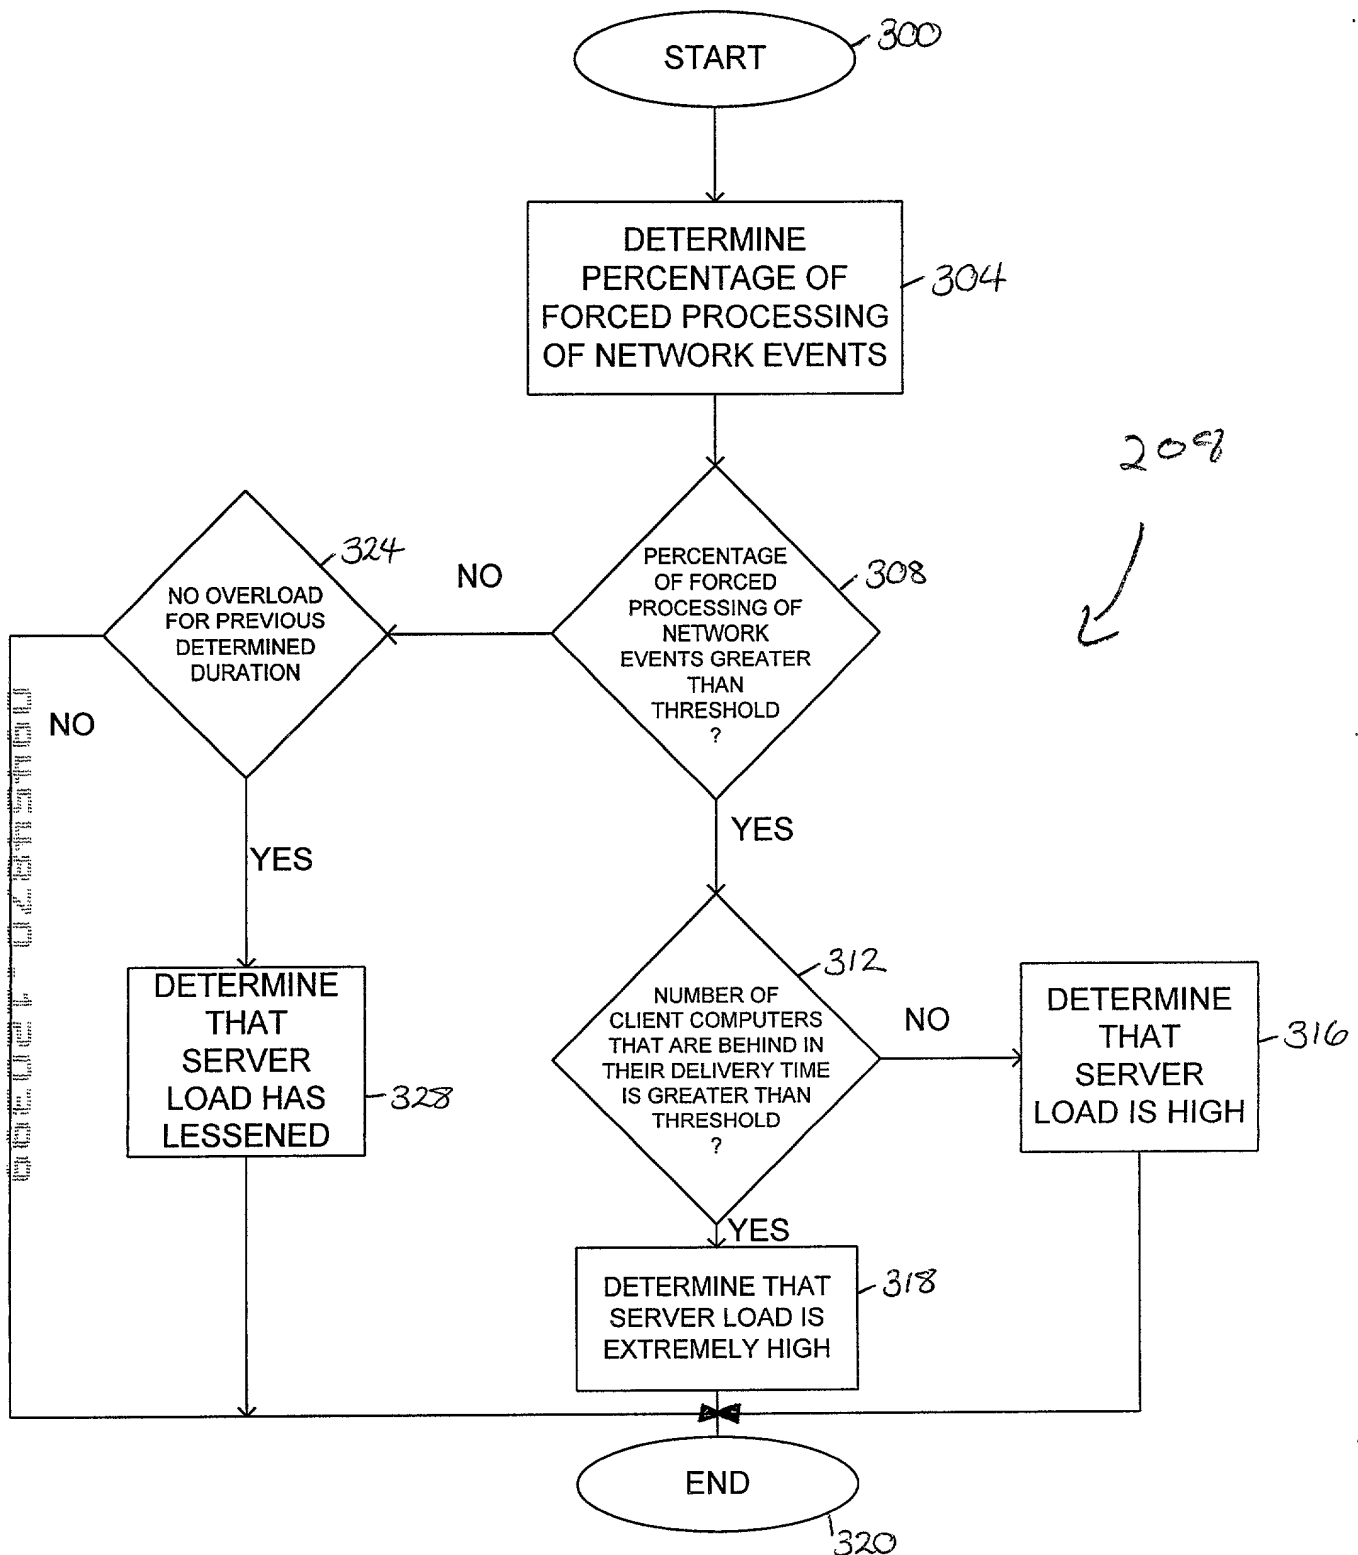 START
300
DETERMINE
PERCENTAGE OF
FORCED PROCESSING
OF NETWORK EVENTS
304
208
PERCENTAGE
OF FORCED
PROCESSING OF
NETWORK
EVENTS GREATER
THAN
THRESHOLD
?
308
NO
324
NO OVERLOAD
FOR PREVIOUS
DETERMINED
DURATION
NO
YES
YES
DETERMINE
THAT
SERVER
LOAD HAS
LESSENED
328
312
NUMBER OF
CLIENT COMPUTERS
THAT ARE BEHIND IN
THEIR DELIVERY TIME
IS GREATER THAN
THRESHOLD
?
NO
DETERMINE
THAT
SERVER
LOAD IS HIGH
316
YES
DETERMINE THAT
SERVER LOAD IS
EXTREMELY HIGH
318
END
320